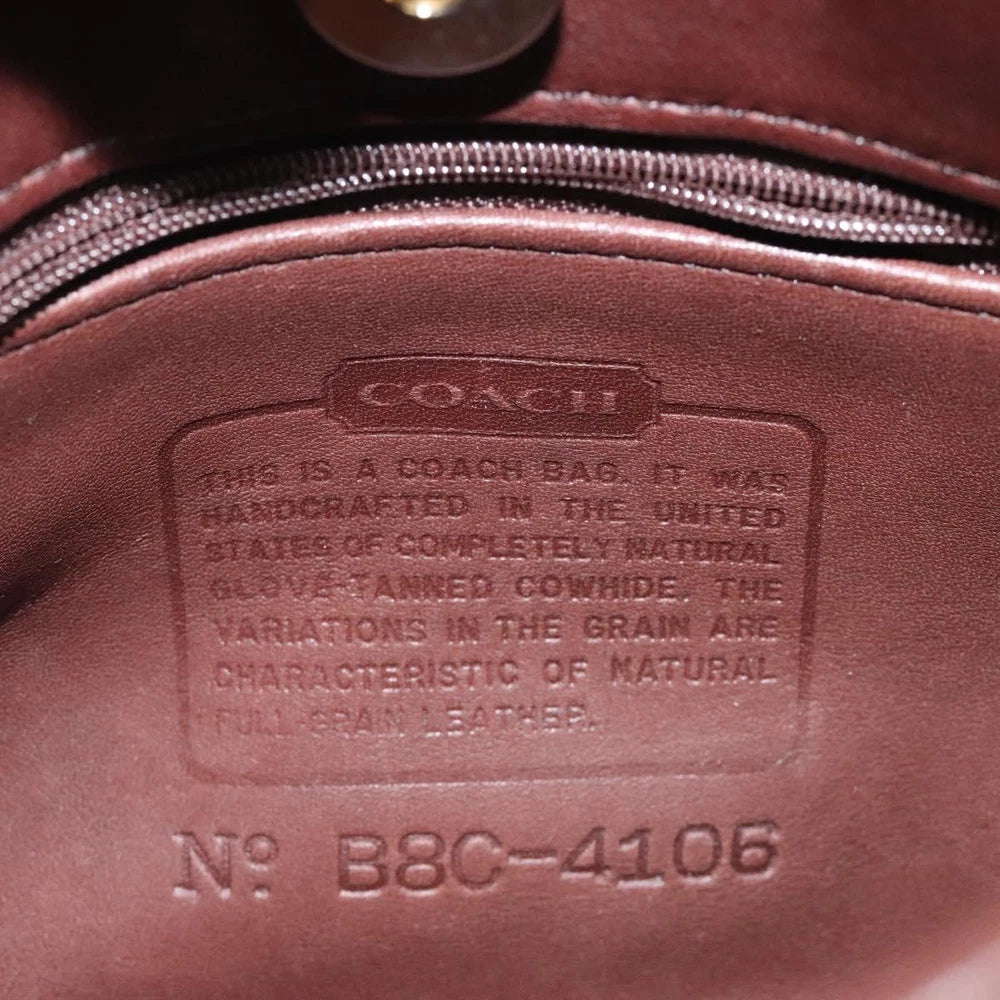 COACH
THIS IS A COACH BAG. IT WAS
HANDCRAFTED IN THE UNITED
STATES OF COMPLETELY NATURAL
GLOVE-TANNED COWHIDE. THE
VARIATIONS IN THE GRAIN ARE
CHARACTERISTIC OF NATURAL
FULL-GRAIN LEATHER.
Nº B8C-4106